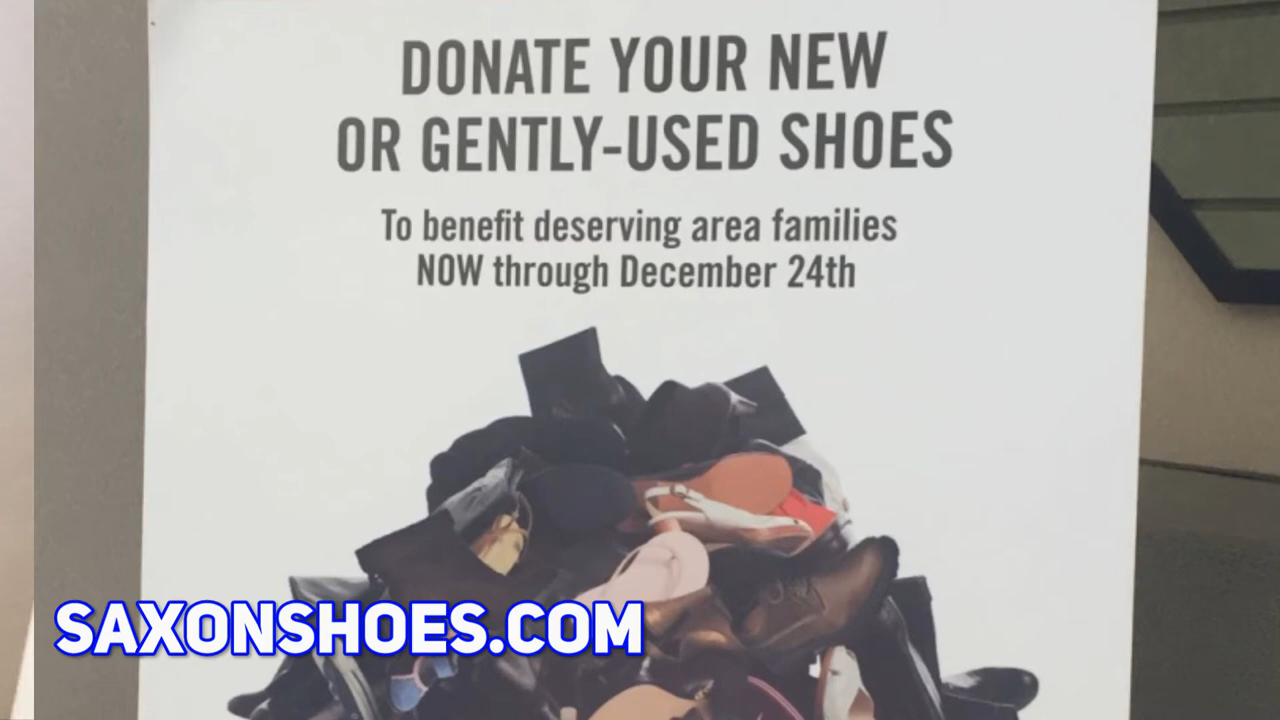 DONATE YOUR NEW
OR GENTLY-USED SHOES
To benefit deserving area families
NOW through December 24th
SAXONSHOES.COM